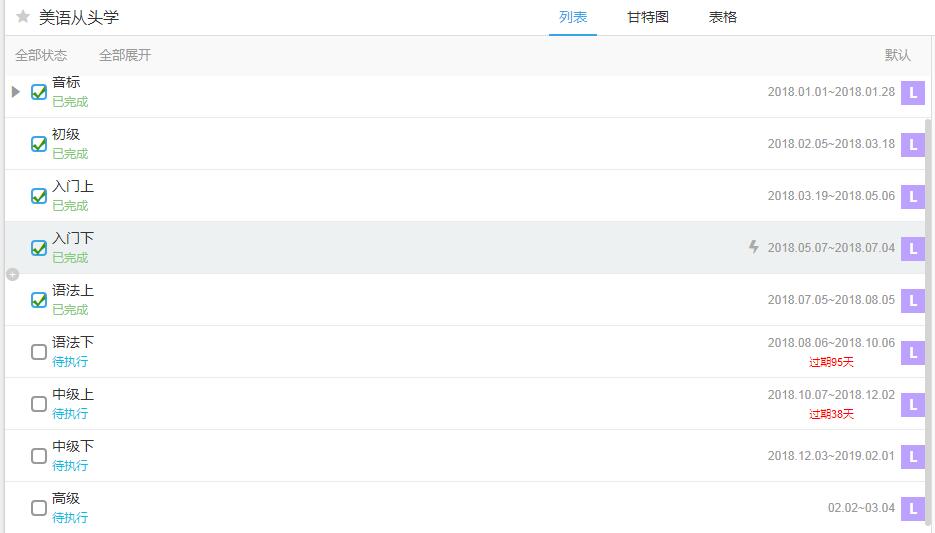 美语从头学
列表 甘特图 表格
全部状态 全部展开 默认
音标
已完成
2018.01.01~2018.01.28 L
初级
已完成
2018.02.05~2018.03.18 L
入门上
已完成
2018.03.19~2018.05.06 L
入门下
已完成
2018.05.07~2018.07.04 L
语法上
已完成
2018.07.05~2018.08.05 L
语法下
待执行
2018.08.06~2018.10.06 L
过期95天
中级上
待执行
2018.10.07~2018.12.02 L
过期38天
中级下
待执行
2018.12.03~2019.02.01 L
高级
待执行
02.02~03.04 L